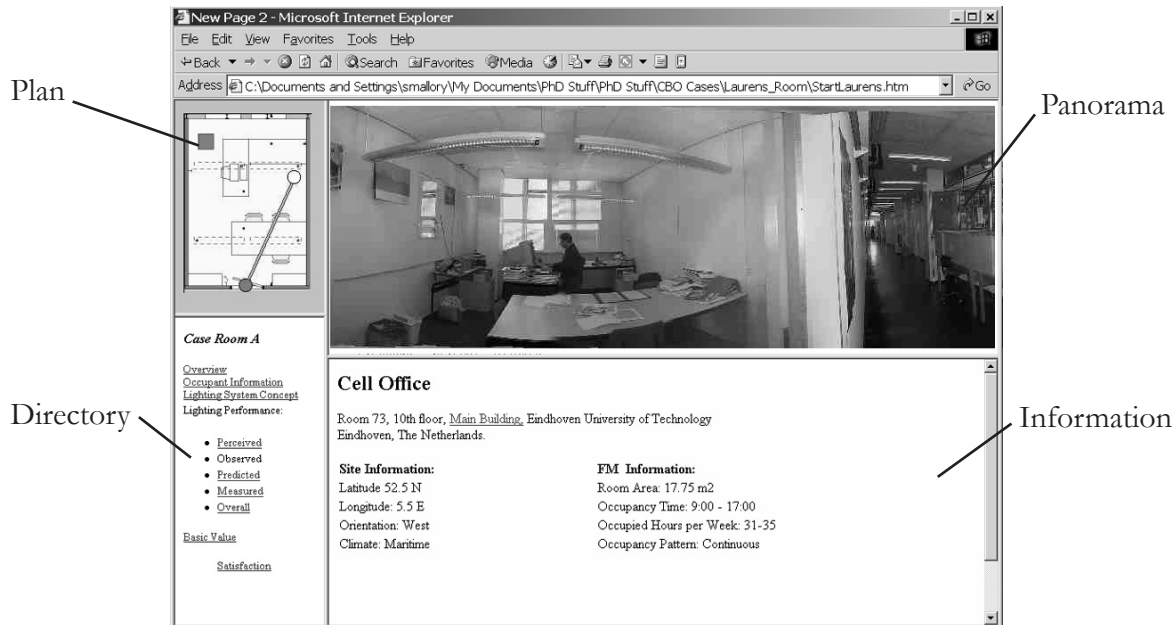 New Page 2 - Microsoft Internet Explorer
File Edit View Favorites Tools Help
Back Search Favorites Media
Address C:\Documents and Settings\smallory\My Documents\PhD Stuff\PhD Stuff\CBO Cases\Laurens_Room\StartLaurens.htm Go
Plan
Panorama
Case Room A
Overview
Occupant Information
Lighting System Concept
Lighting Performance:
Directory
• Perceived
• Observed
• Predicted
• Measured
• Overall
Basic Value
Satisfaction
Cell Office
Room 73, 10th floor, Main Building, Eindhoven University of Technology
Eindhoven, The Netherlands.
Information
Site Information:
Latitude 52.5 N
Longitude: 5.5 E
Orientation: West
Climate: Maritime
FM Information:
Room Area: 17.75 m2
Occupancy Time: 9:00 - 17:00
Occupied Hours per Week: 31-35
Occupancy Pattern: Continuous